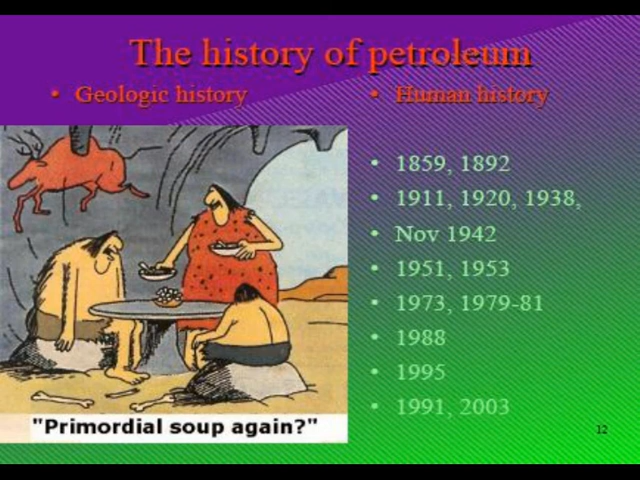 The history of petroleum
• Geologic history
• Human history
• 1859, 1892
• 1911, 1920, 1938,
• Nov 1942
• 1951, 1953
• 1973, 1979-81
• 1988
• 1995
• 1991, 2003
"Primordial soup again?"
12